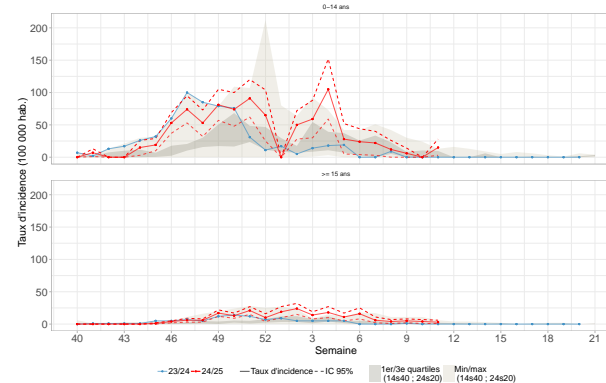 0−14 ans
200
150
100
50
0
>= 15 ans
200
150
100
50
0
Taux d'incidence (100 000 hab.)
40 43 46 49 52 3 6 9 12 15 18 21
Semaine
23/24 24/25 Taux d'incidence IC 95% 1er/3e quartiles (14s40 ; 24s20) Min/max (14s40 ; 24s20)